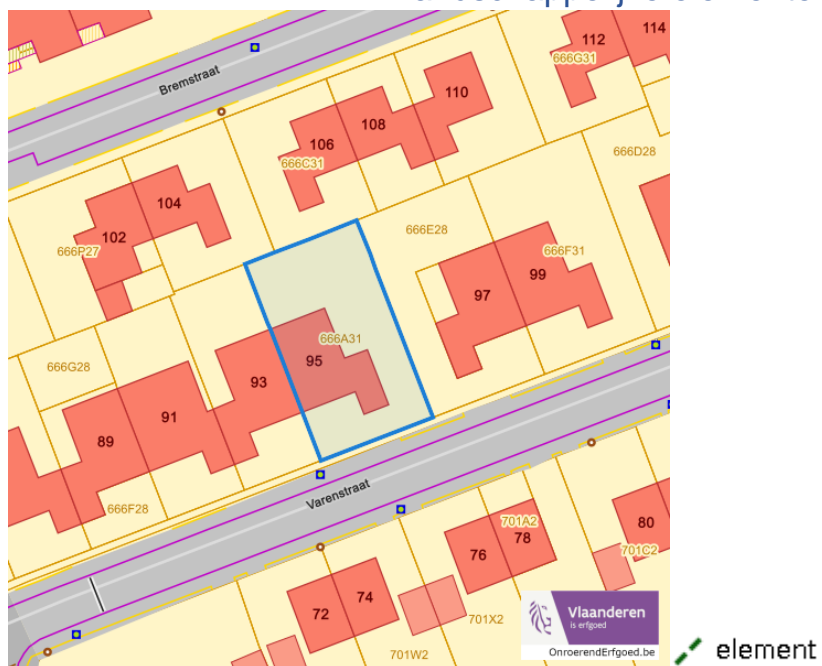 112
114
666G31
Bremstraat
110
108
106
666C31
666D28
104
102
666P27
666E28
666F31
99
97
666A31
95
666G28
93
91
89
666F28
Varenstraat
701A2
78
76
80
701C2
74
72
701X2
701W2
Vlaanderen
is erfgoed
OnroerendErfgoed.be
element